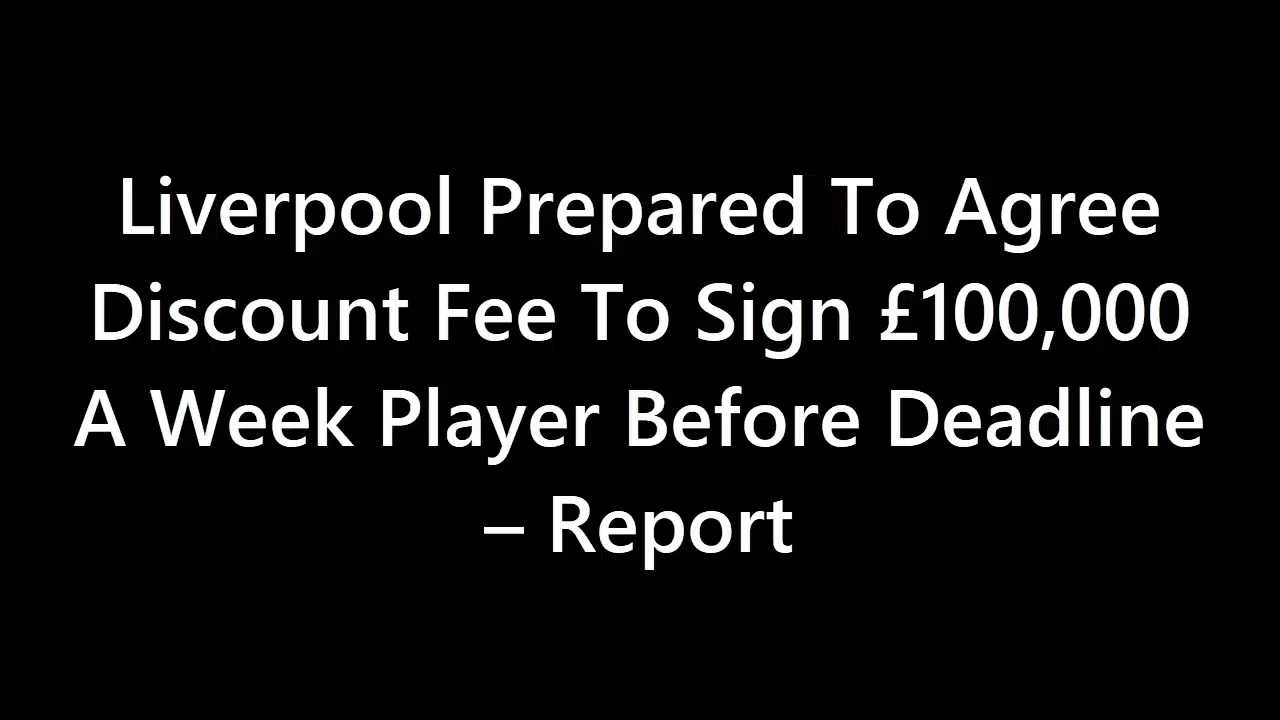 Liverpool Prepared To Agree
Discount Fee To Sign £100,000
A Week Player Before Deadline
– Report